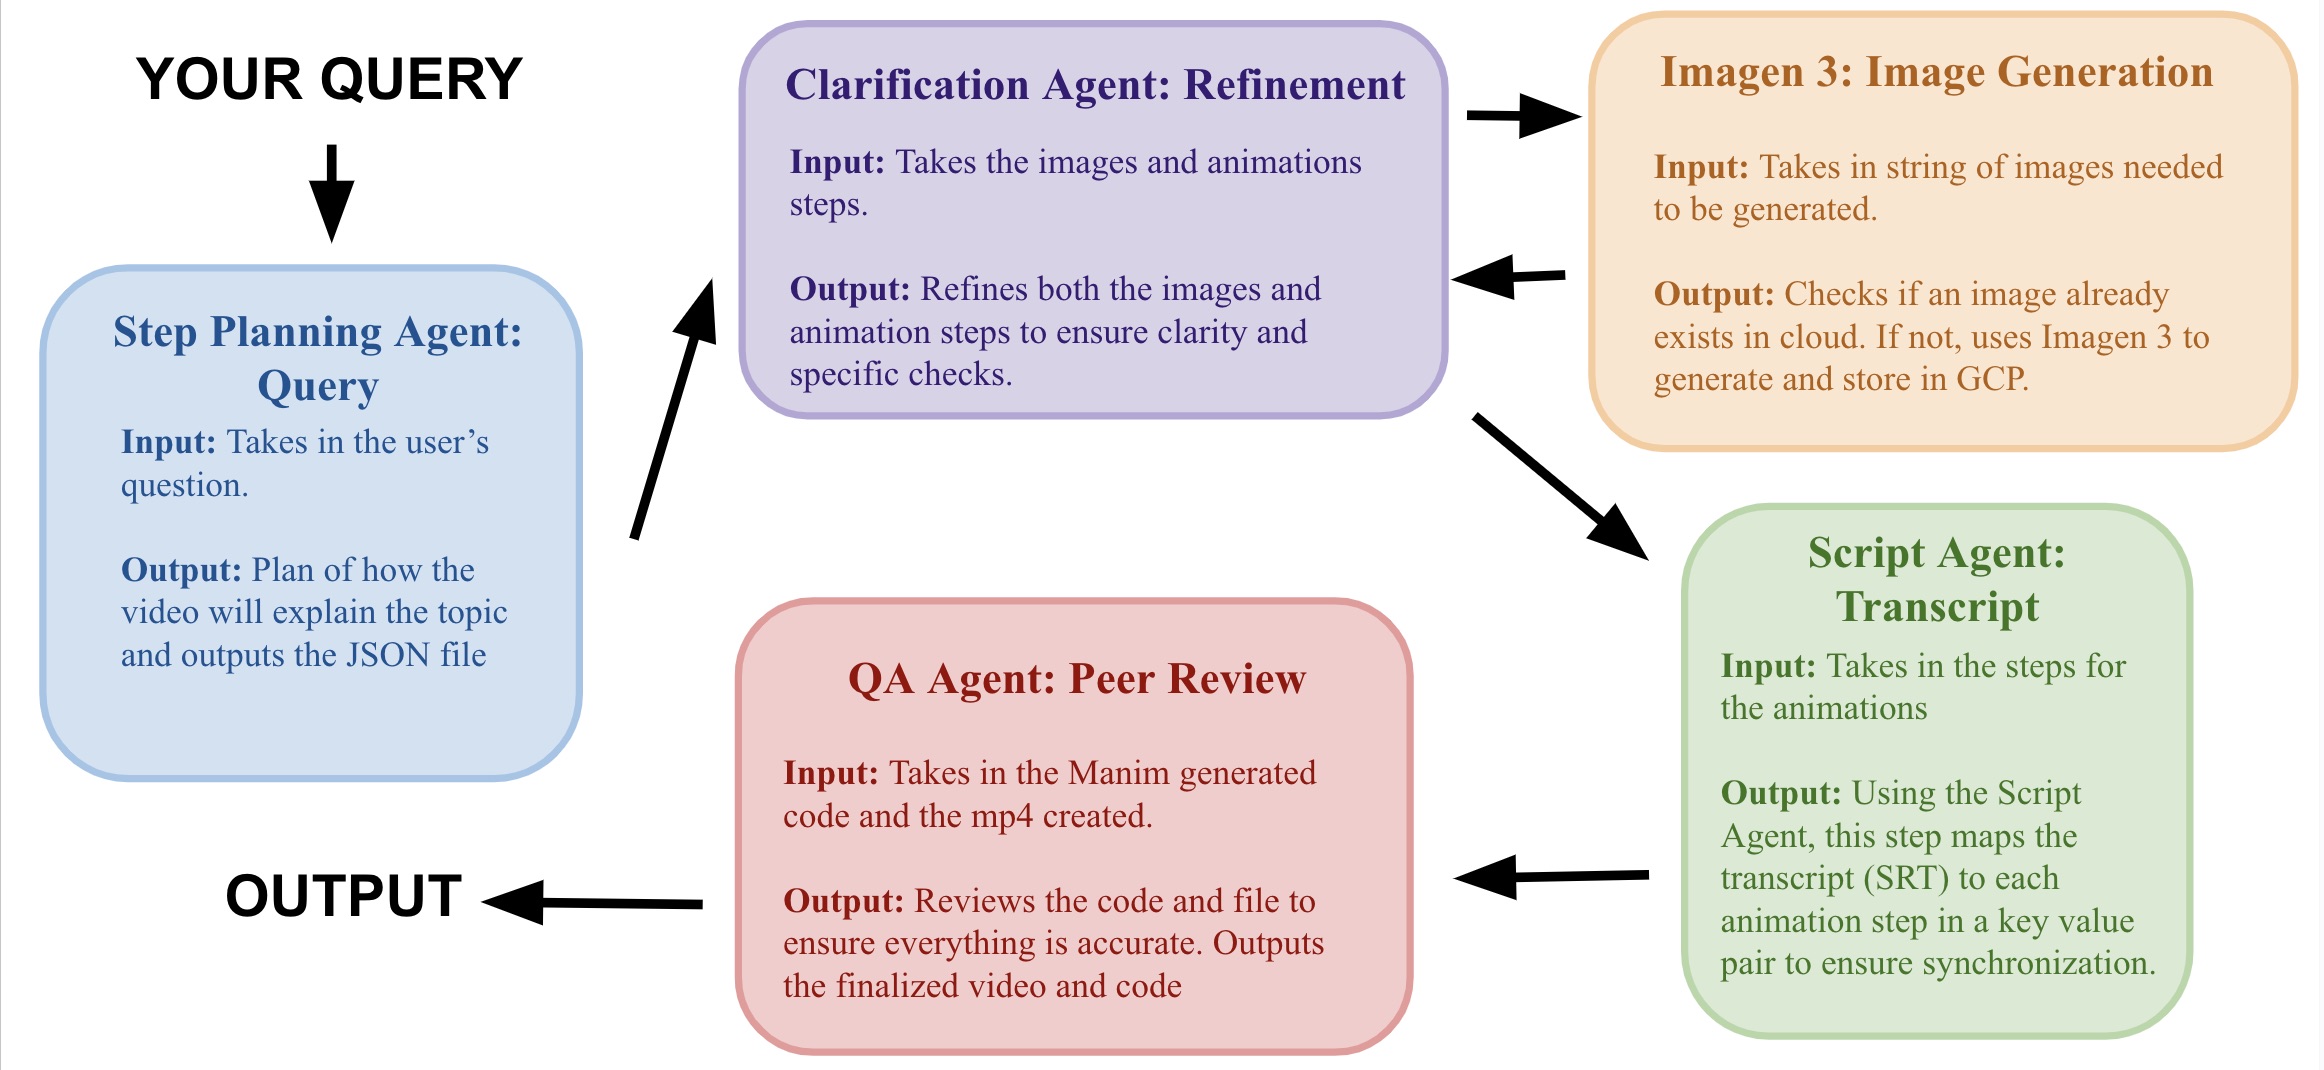 YOUR QUERY
Step Planning Agent:
Query
Input: Takes in the user’s
question.
Output: Plan of how the
video will explain the topic
and outputs the JSON file
Clarification Agent: Refinement
Input: Takes the images and animations
steps.
Output: Refines both the images and
animation steps to ensure clarity and
specific checks.
Imagen 3: Image Generation
Input: Takes in string of images needed
to be generated.
Output: Checks if an image already
exists in cloud. If not, uses Imagen 3 to
generate and store in GCP.
Script Agent:
Transcript
Input: Takes in the steps for
the animations
Output: Using the Script
Agent, this step maps the
transcript (SRT) to each
animation step in a key value
pair to ensure synchronization.
QA Agent: Peer Review
Input: Takes in the Manim generated
code and the mp4 created.
Output: Reviews the code and file to
ensure everything is accurate. Outputs
the finalized video and code
OUTPUT